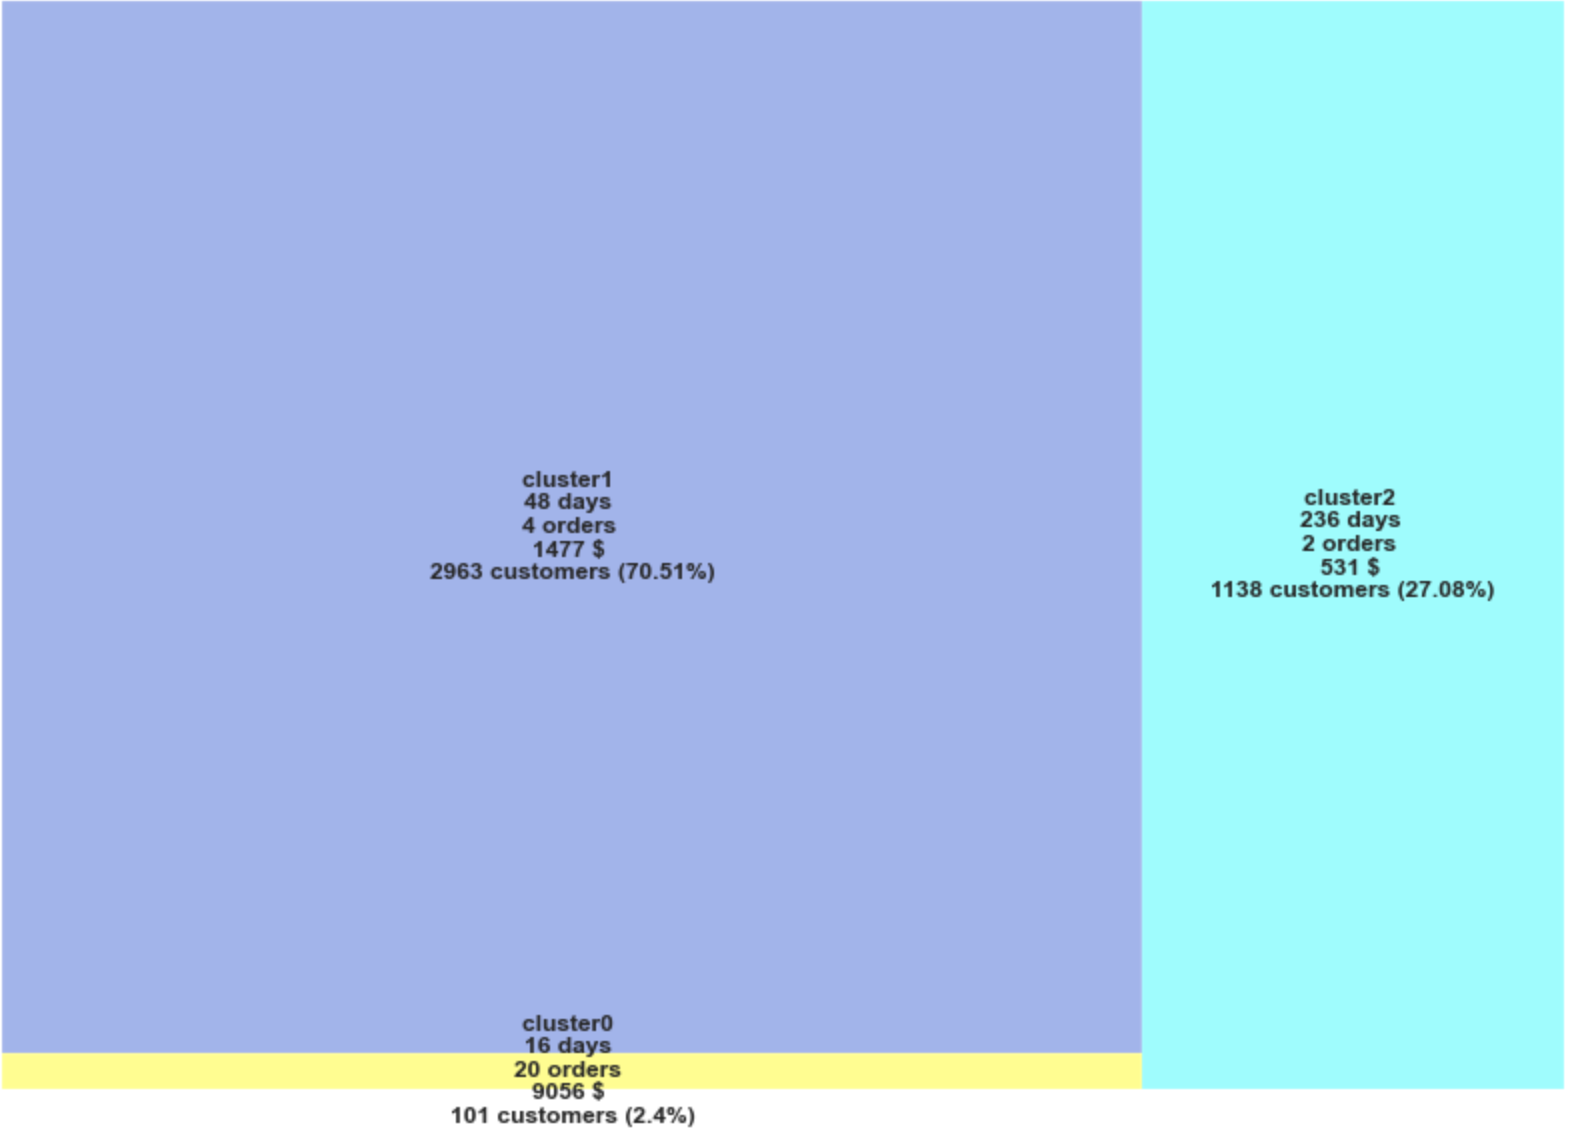 cluster1
48 days
4 orders
1477 $
2963 customers (70.51%)
cluster2
236 days
2 orders
531 $
1138 customers (27.08%)
cluster0
16 days
20 orders
9056 $
101 customers (2.4%)